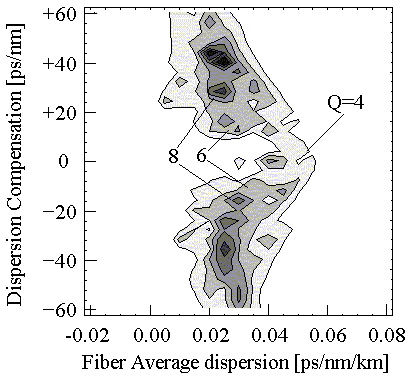 +60
+40
+20
0
−16
−40
−60
Dispersion Compensation [ps/nm]
Q=4
8 6
-0.02 0.00 0.02 0.04 0.06 0.08
Fiber Average dispersion [ps/nm/km]